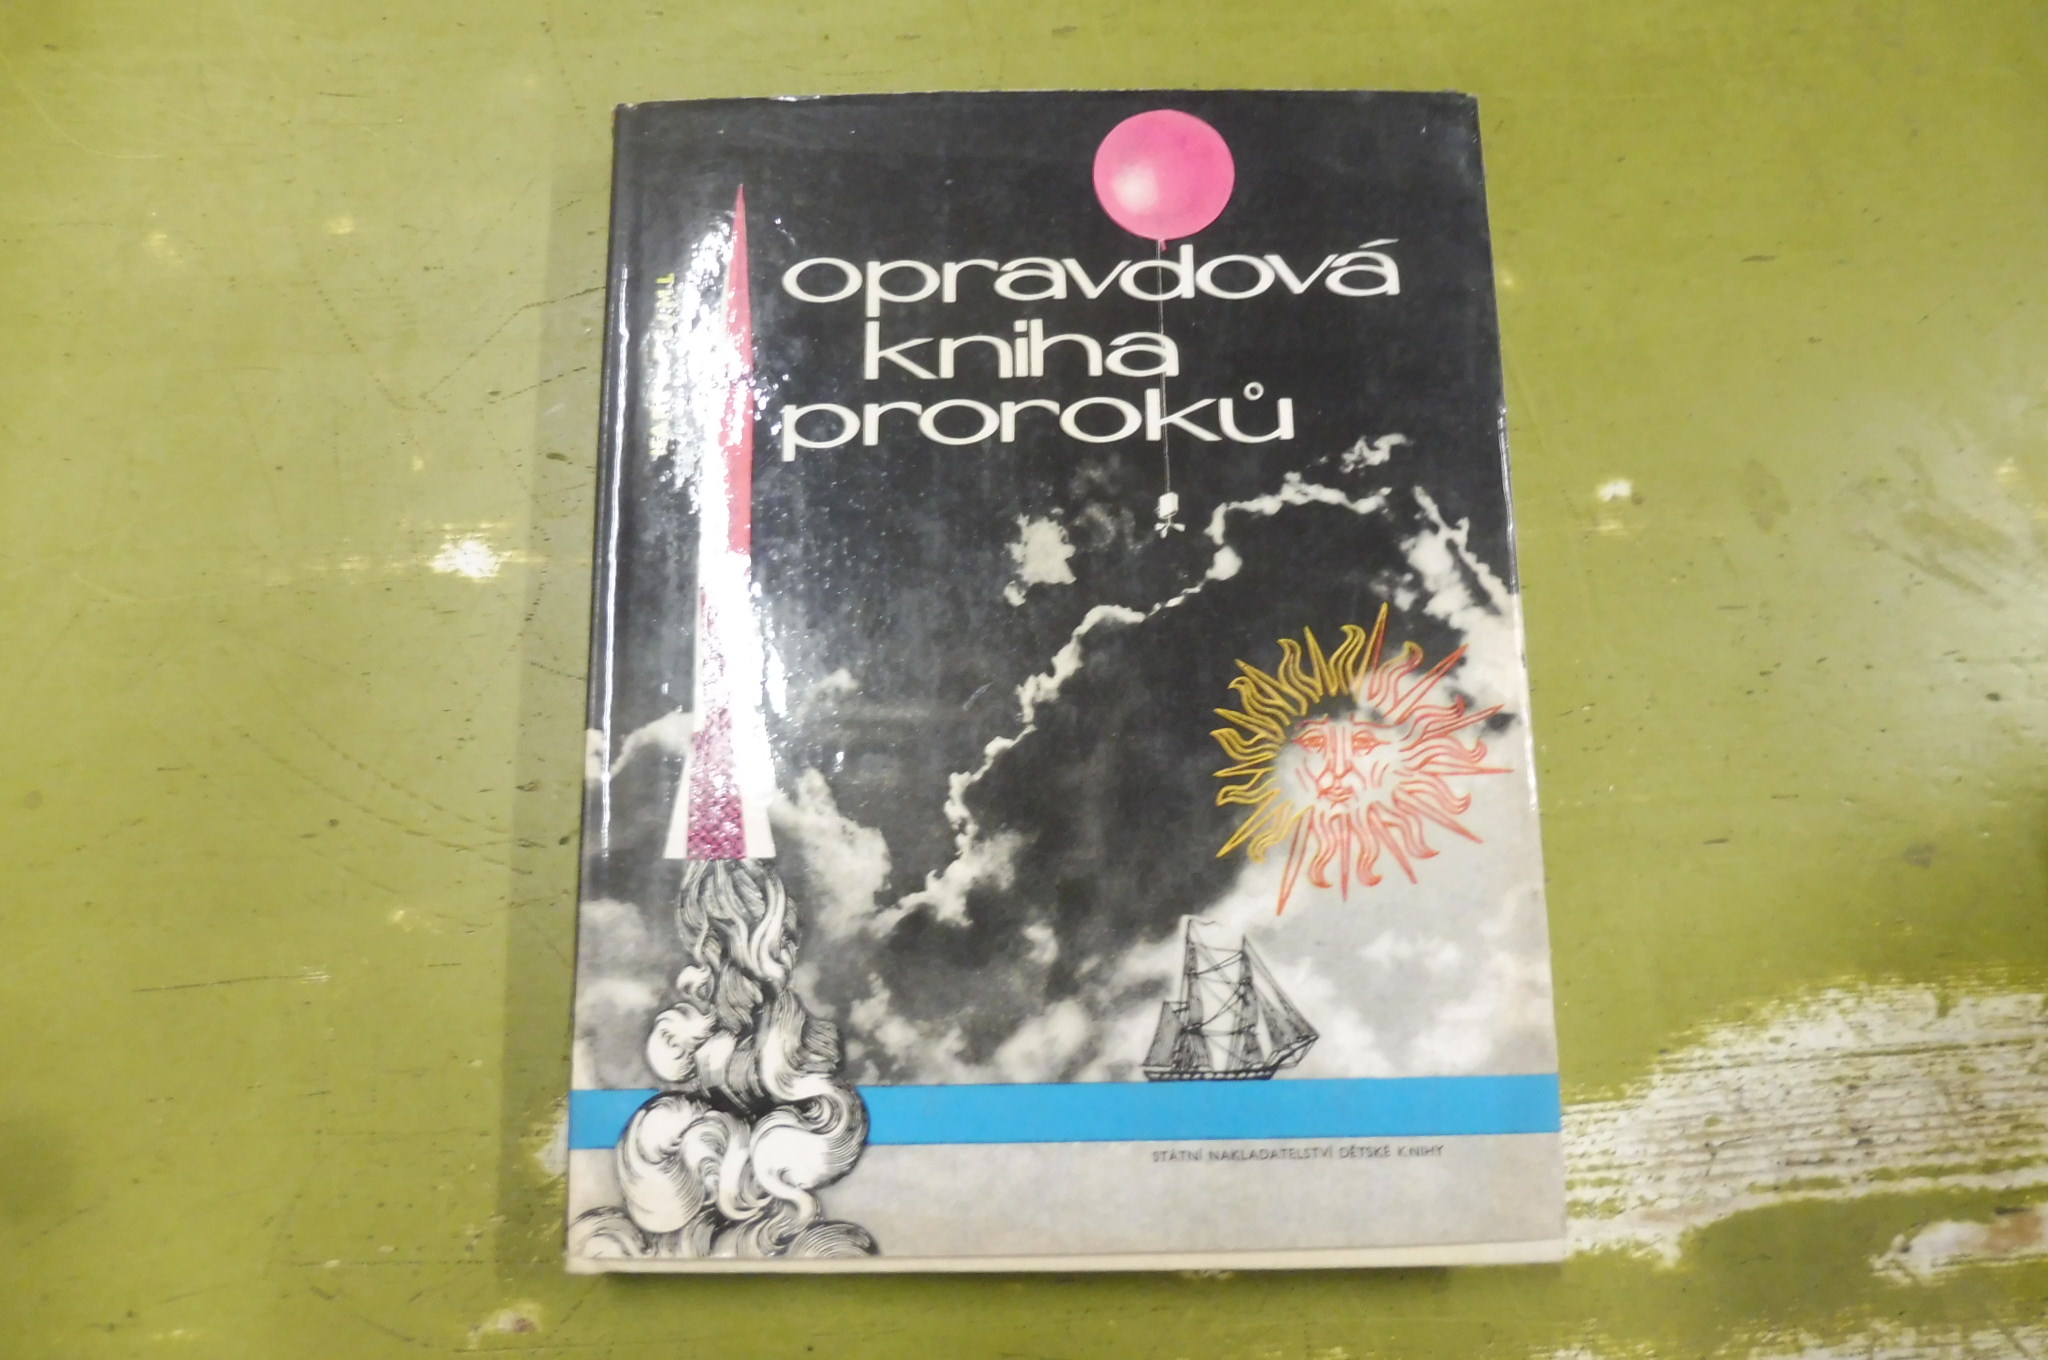 opravdová
kniha
proroků
STÁTNÍ NAKLADATELSTVÍ DĚTSKÉ KNIHY